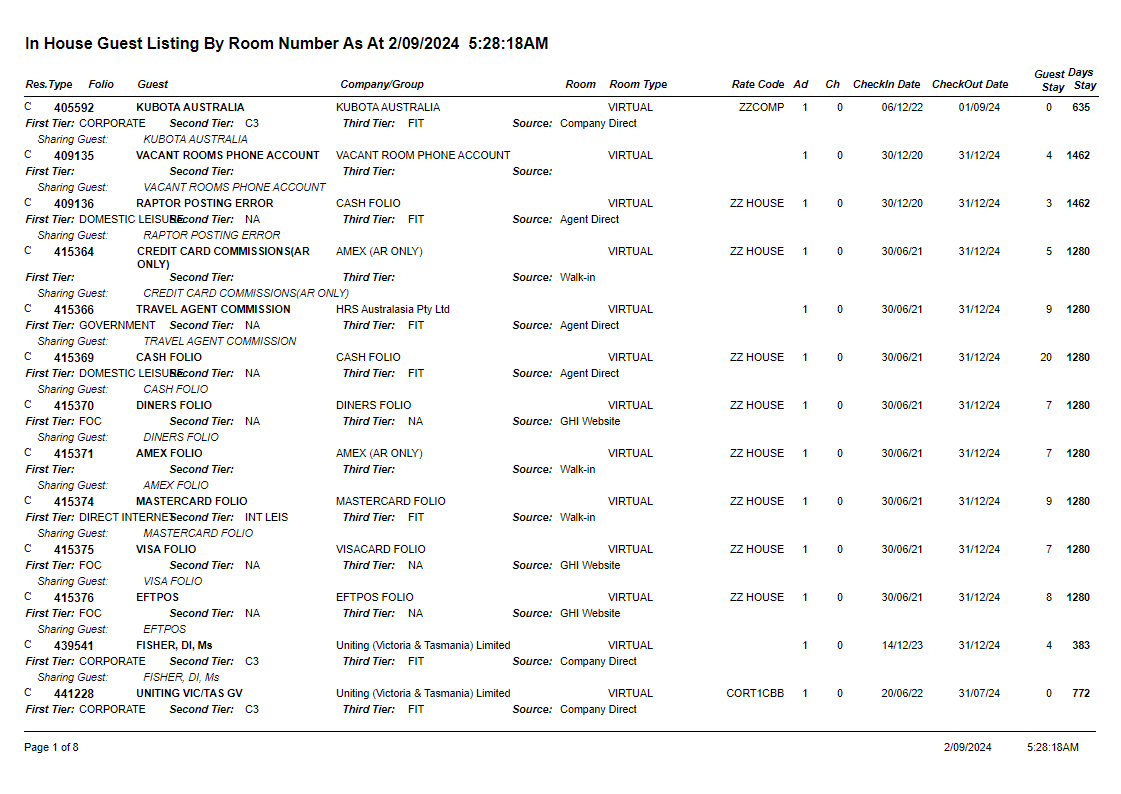 In House Guest Listing By Room Number As At 2/09/2024 5:28:18AM
Res.Type Folio Guest Company/Group Room Room Type Rate Code Ad Ch CheckIn Date CheckOut Date Guest Stay Days Stay
C 405592 KUBOTA AUSTRALIA KUBOTA AUSTRALIA VIRTUAL ZZCOMP 1 0 06/12/22 01/09/24 0 635
First Tier: CORPORATE Second Tier: C3 Third Tier: FIT Source: Company Direct
Sharing Guest: KUBOTA AUSTRALIA
C 409135 VACANT ROOMS PHONE ACCOUNT VACANT ROOM PHONE ACCOUNT VIRTUAL 1 0 30/12/20 31/12/24 4 1462
First Tier: Second Tier: Third Tier: Source:
Sharing Guest: VACANT ROOMS PHONE ACCOUNT
C 409136 RAPTOR POSTING ERROR CASH FOLIO VIRTUAL ZZ HOUSE 1 0 30/12/20 31/12/24 3 1462
First Tier: DOMESTIC LEISURE Second Tier: NA Third Tier: FIT Source: Agent Direct
Sharing Guest: RAPTOR POSTING ERROR
C 415364 CREDIT CARD COMMISSIONS(AR AMEX (AR ONLY) VIRTUAL ZZ HOUSE 1 0 30/06/21 31/12/24 5 1280
ONLY)
First Tier: Second Tier: Third Tier: Source: Walk-in
Sharing Guest: CREDIT CARD COMMISSIONS(AR ONLY)
C 415366 TRAVEL AGENT COMMISSION HRS Australasia Pty Ltd VIRTUAL 1 0 30/06/21 31/12/24 9 1280
First Tier: GOVERNMENT Second Tier: NA Third Tier: FIT Source: Agent Direct
Sharing Guest: TRAVEL AGENT COMMISSION
C 415369 CASH FOLIO CASH FOLIO VIRTUAL ZZ HOUSE 1 0 30/06/21 31/12/24 20 1280
First Tier: DOMESTIC LEISURE Second Tier: NA Third Tier: FIT Source: Agent Direct
Sharing Guest: CASH FOLIO
C 415370 DINERS FOLIO DINERS FOLIO VIRTUAL ZZ HOUSE 1 0 30/06/21 31/12/24 7 1280
First Tier: FOC Second Tier: NA Third Tier: NA Source: GHI Website
Sharing Guest: DINERS FOLIO
C 415371 AMEX FOLIO AMEX (AR ONLY) VIRTUAL ZZ HOUSE 1 0 30/06/21 31/12/24 7 1280
First Tier: Second Tier: Third Tier: Source: Walk-in
Sharing Guest: AMEX FOLIO
C 415374 MASTERCARD FOLIO MASTERCARD FOLIO VIRTUAL ZZ HOUSE 1 0 30/06/21 31/12/24 9 1280
First Tier: DIRECT INTERNET Second Tier: INT LEIS Third Tier: FIT Source: Walk-in
Sharing Guest: MASTERCARD FOLIO
C 415375 VISA FOLIO VISACARD FOLIO VIRTUAL ZZ HOUSE 1 0 30/06/21 31/12/24 7 1280
First Tier: FOC Second Tier: NA Third Tier: NA Source: GHI Website
Sharing Guest: VISA FOLIO
C 415376 EFTPOS EFTPOS FOLIO VIRTUAL ZZ HOUSE 1 0 30/06/21 31/12/24 8 1280
First Tier: FOC Second Tier: NA Third Tier: NA Source: GHI Website
Sharing Guest: EFTPOS
C 439541 FISHER, DI, Ms Uniting (Victoria & Tasmania) Limited VIRTUAL 1 0 14/12/23 31/12/24 4 383
First Tier: CORPORATE Second Tier: C3 Third Tier: FIT Source: Company Direct
Sharing Guest: FISHER, DI, Ms
C 441228 UNITING VIC/TAS GV Uniting (Victoria & Tasmania) Limited VIRTUAL CORT1CBB 1 0 20/06/22 31/07/24 0 772
First Tier: CORPORATE Second Tier: C3 Third Tier: FIT Source: Company Direct
Page 1 of 8 2/09/2024 5:28:18AM